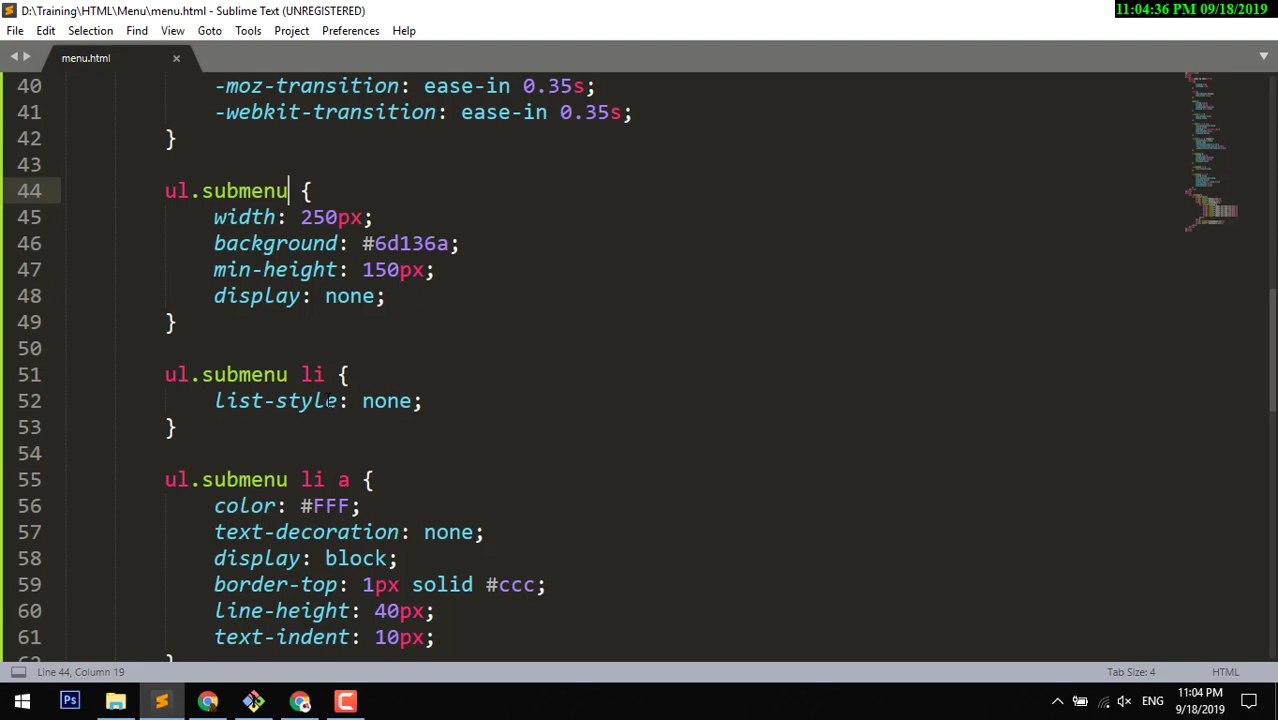 D:\Training\HTML\Menu\menu.html - Sublime Text (UNREGISTERED)
11:04:36 PM 09/18/2019
File Edit Selection Find View Goto Tools Project Preferences Help
menu.html ×
40 -moz-transition: ease-in 0.35s;
41 -webkit-transition: ease-in 0.35s;
42 }
43
44 ul.submenu {
45 width: 250px;
46 background: #6d136a;
47 min-height: 150px;
48 display: none;
49 }
50
51 ul.submenu li {
52 list-style: none;
53 }
54
55 ul.submenu li a {
56 color: #FFF;
57 text-decoration: none;
58 display: block;
59 border-top: 1px solid #ccc;
60 line-height: 40px;
61 text-indent: 10px;
62 }
Line 44, Column 19 Tab Size: 4 HTML
Ps ENG 11:04 PM
9/18/2019